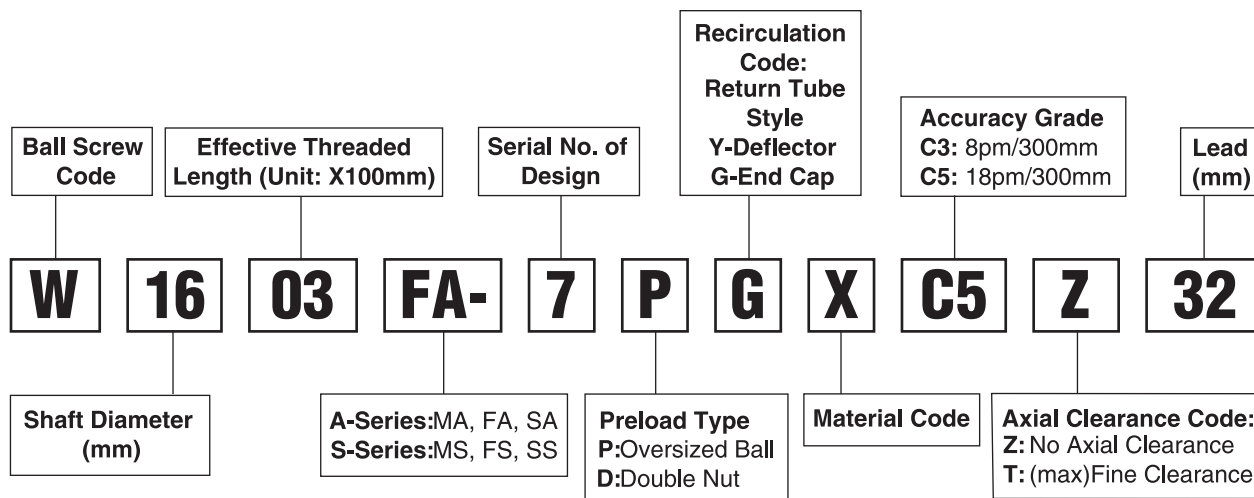 Recirculation
Code:
Return Tube
Style
Y-Deflector
G-End Cap
Ball Screw
Code
Effective Threaded
Length (Unit: X100mm)
Serial No. of
Design
Accuracy Grade
C3: 8pm/300mm
C5: 18pm/300mm
Lead
(mm)
W 16 03 FA- 7 P G X C5 Z 32
Shaft Diameter
(mm)
A-Series:MA, FA, SA
S-Series:MS, FS, SS
Preload Type
P:Oversized Ball
D:Double Nut
Material Code
Axial Clearance Code:
Z: No Axial Clearance
T: (max)Fine Clearance